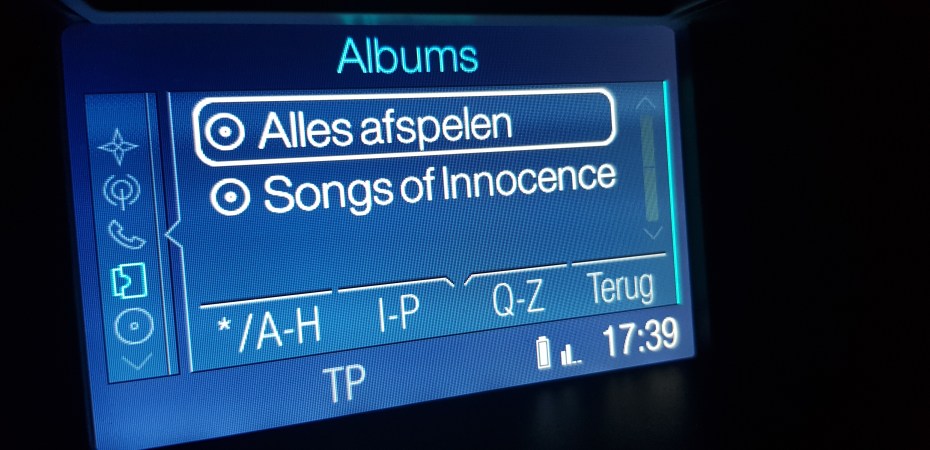 Albums
Alles afspelen
Songs of Innocence
* /A-H I-P Q-Z Terug
TP 17:39